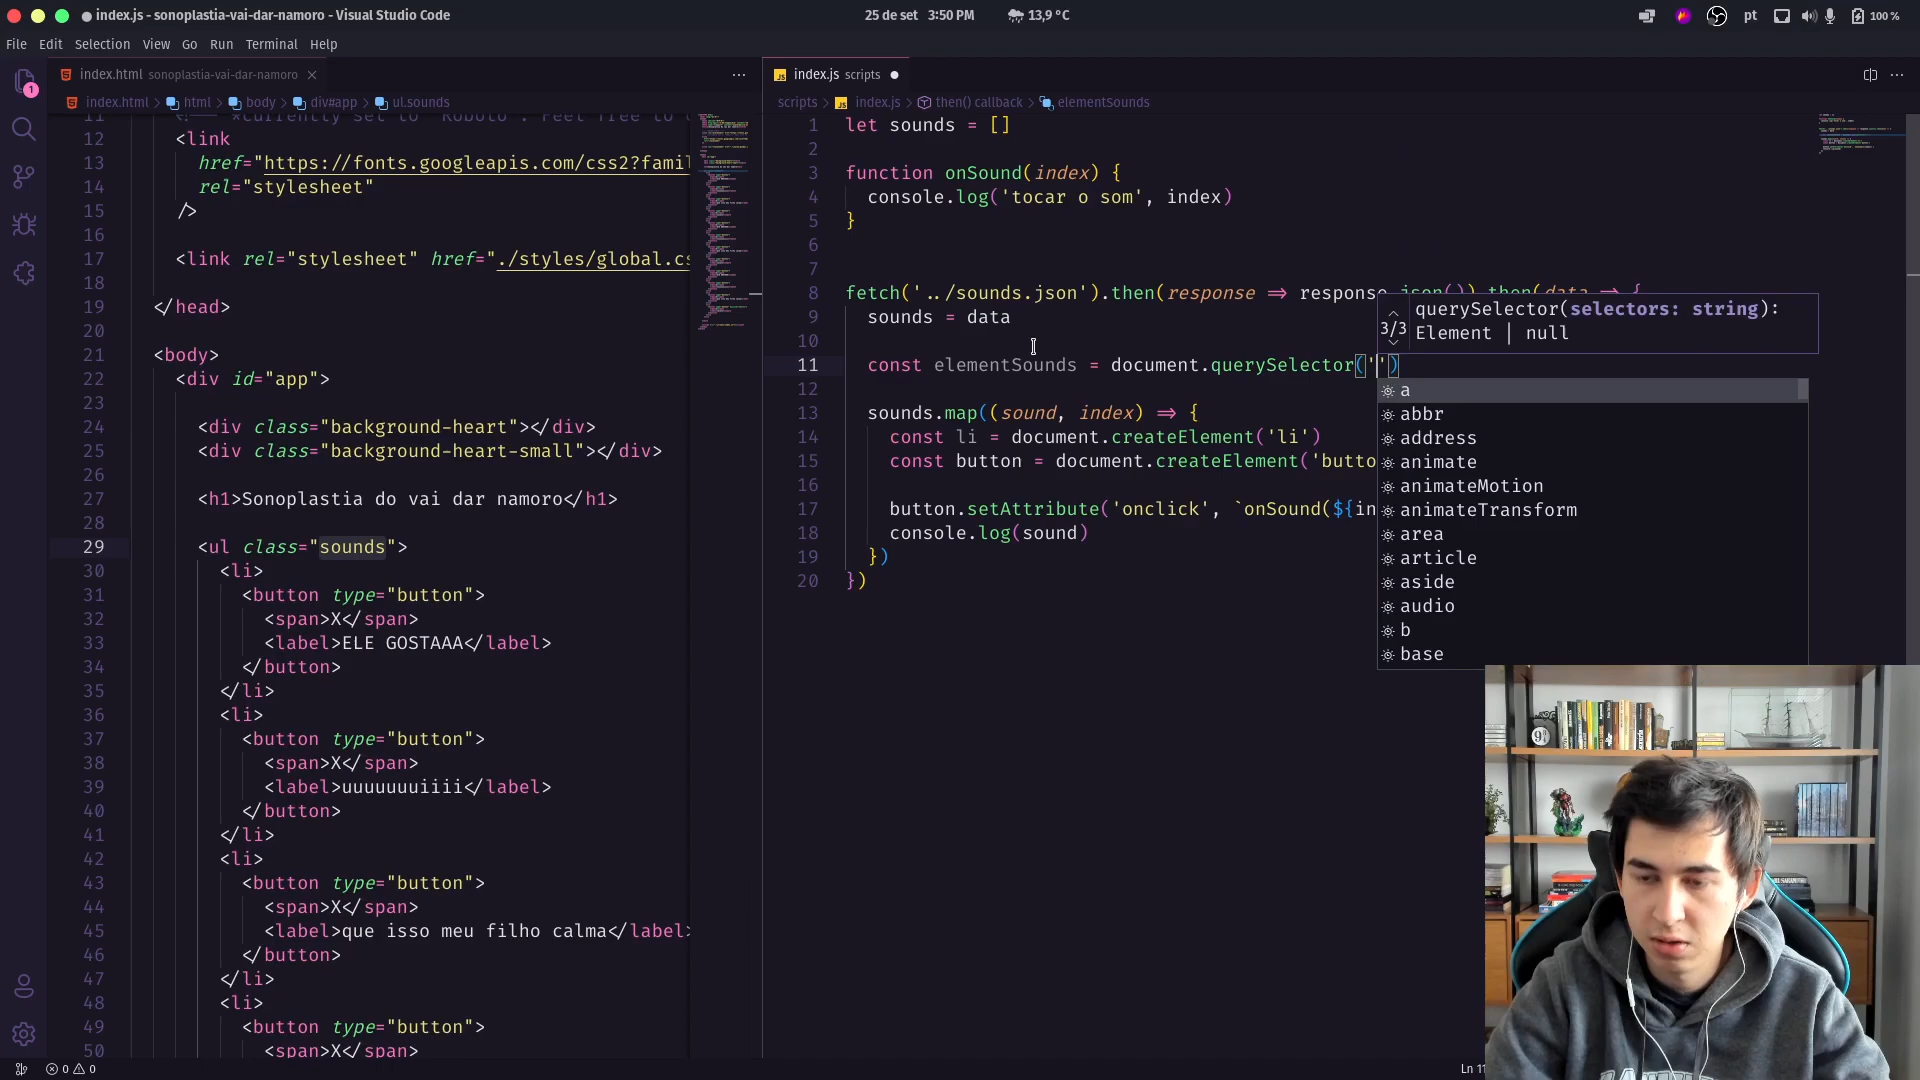 index.js - sonoplastia-vai-dar-namoro - Visual Studio Code
25 de set 3:50 PM
13,9 °C
pt
100 %
File Edit Selection View Go Run Terminal Help
index.html sonoplastia-vai-dar-namoro
index.html > html > body > div#app > ul.sounds
12 <link
13 href="https://fonts.googleapis.com/css2?famil
14 rel="stylesheet"
15 />
16
17 <link rel="stylesheet" href="./styles/global.cs
18
19 </head>
20
21 <body>
22 <div id="app">
23
24 <div class="background-heart"></div>
25 <div class="background-heart-small"></div>
26
27 <h1>Sonoplastia do vai dar namoro</h1>
28
29 <ul class="sounds">
30 <li>
31 <button type="button">
32 <span>X</span>
33 <label>ELE GOSTAAA</label>
34 </button>
35 </li>
36 <li>
37 <button type="button">
38 <span>X</span>
39 <label>uuuuuuuiiii</label>
40 </button>
41 </li>
42 <li>
43 <button type="button">
44 <span>X</span>
45 <label>que isso meu filho calma</label>
46 </button>
47 </li>
48 <li>
49 <button type="button">
50 <span>X</span>
index.js scripts
scripts > index.js > then() callback > elementSounds
1 let sounds = []
2
3 function onSound(index) {
4 console.log('tocar o som', index)
5 }
6
7
8 fetch('../sounds.json').then(response => response.json()).then(data => {
9 sounds = data
10
11 const elementSounds = document.querySelector('')
12
13 sounds.map((sound, index) => {
14 const li = document.createElement('li')
15 const button = document.createElement('butto
16
17 button.setAttribute('onclick', `onSound(${in
18 console.log(sound)
19 })
20 })
3/3
querySelector(selectors: string):
Element | null
a
abbr
address
animate
animateMotion
animateTransform
area
article
aside
audio
b
base
1
0 0
Ln 11